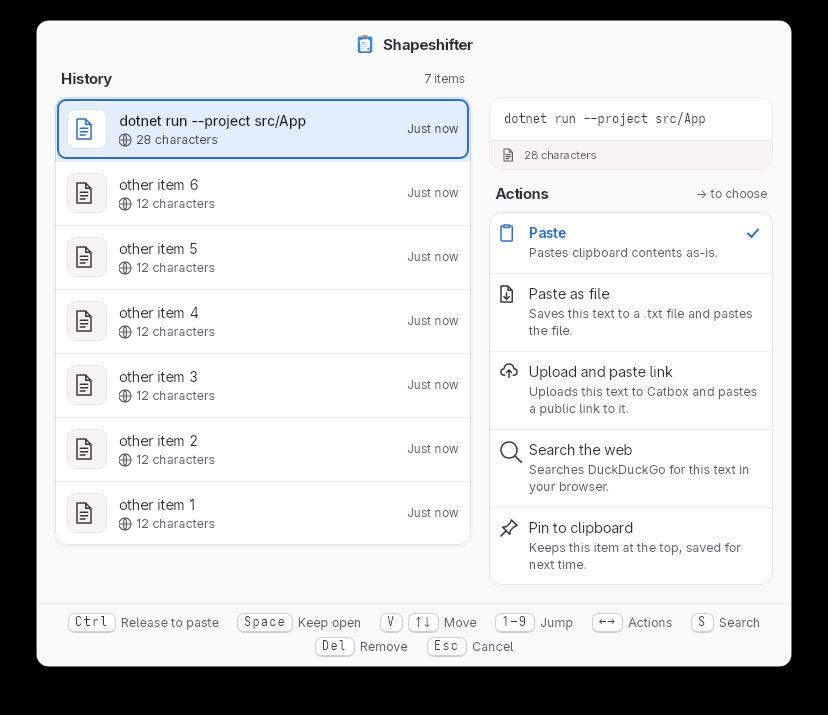 Shapeshifter
History
7 items
dotnet run --project src/App
28 characters
Just now
other item 6
12 characters
Just now
other item 5
12 characters
Just now
other item 4
12 characters
Just now
other item 3
12 characters
Just now
other item 2
12 characters
Just now
other item 1
12 characters
Just now
dotnet run --project src/App
28 characters
Actions
→ to choose
Paste
Pastes clipboard contents as-is.
Paste as file
Saves this text to a .txt file and pastes
the file.
Upload and paste link
Uploads this text to Catbox and pastes
a public link to it.
Search the web
Searches DuckDuckGo for this text in
your browser.
Pin to clipboard
Keeps this item at the top, saved for
next time.
Ctrl Release to paste Space Keep open V ↑↓ Move 1–9 Jump ←→ Actions S Search
Del Remove Esc Cancel